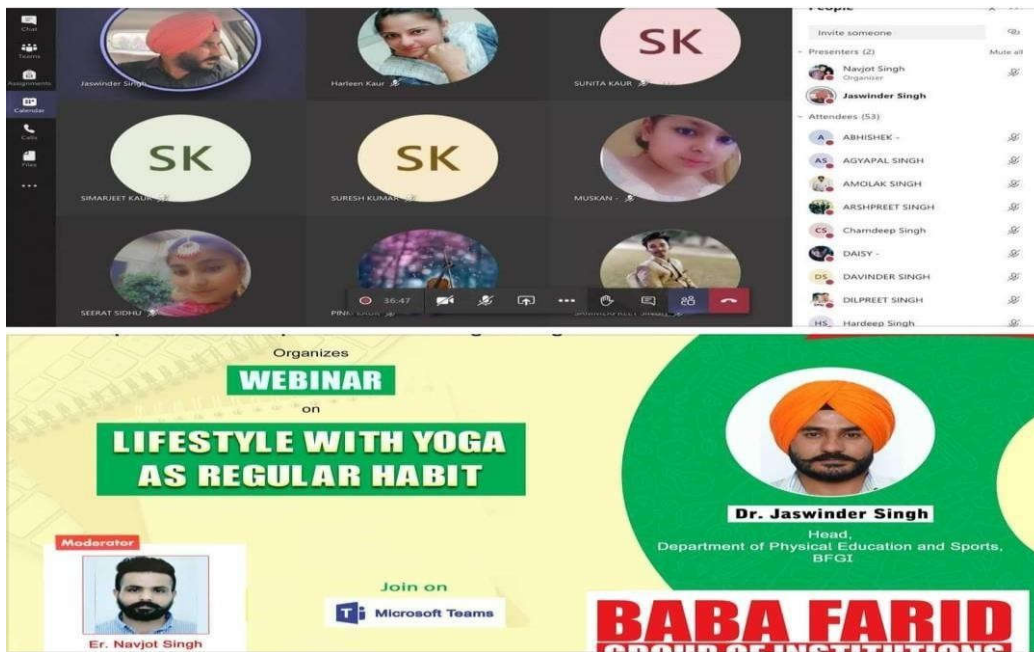 People
Chat
Teams
Assignments
Calendar
Calls
Files
Jaswinder Singh
Harleen Kaur
SK
SUNITA KAUR
SK
SIMARJEET KAUR
SK
SURESH KUMAR
MUSKAN -
SEERAT SIDHU
36:47
Invite someone
Presenters (2)
Mute all
Navjot Singh
Organiser
Jaswinder Singh
Attendees (53)
A ABHISHEK -
AS AGYAPAL SINGH
AMOLAK SINGH
ARSHPREET SINGH
CS Charndeep Singh
DAISY -
DS DAVINDER SINGH
DILPREET SINGH
HS Hardeep Singh
Organizes
WEBINAR
on
LIFESTYLE WITH YOGA
AS REGULAR HABIT
Moderator
Er. Navjot Singh
Join on
Microsoft Teams
Dr. Jaswinder Singh
Head,
Department of Physical Education and Sports,
BFGI
BABA FARID
GROUP OF INSTITUTIONS